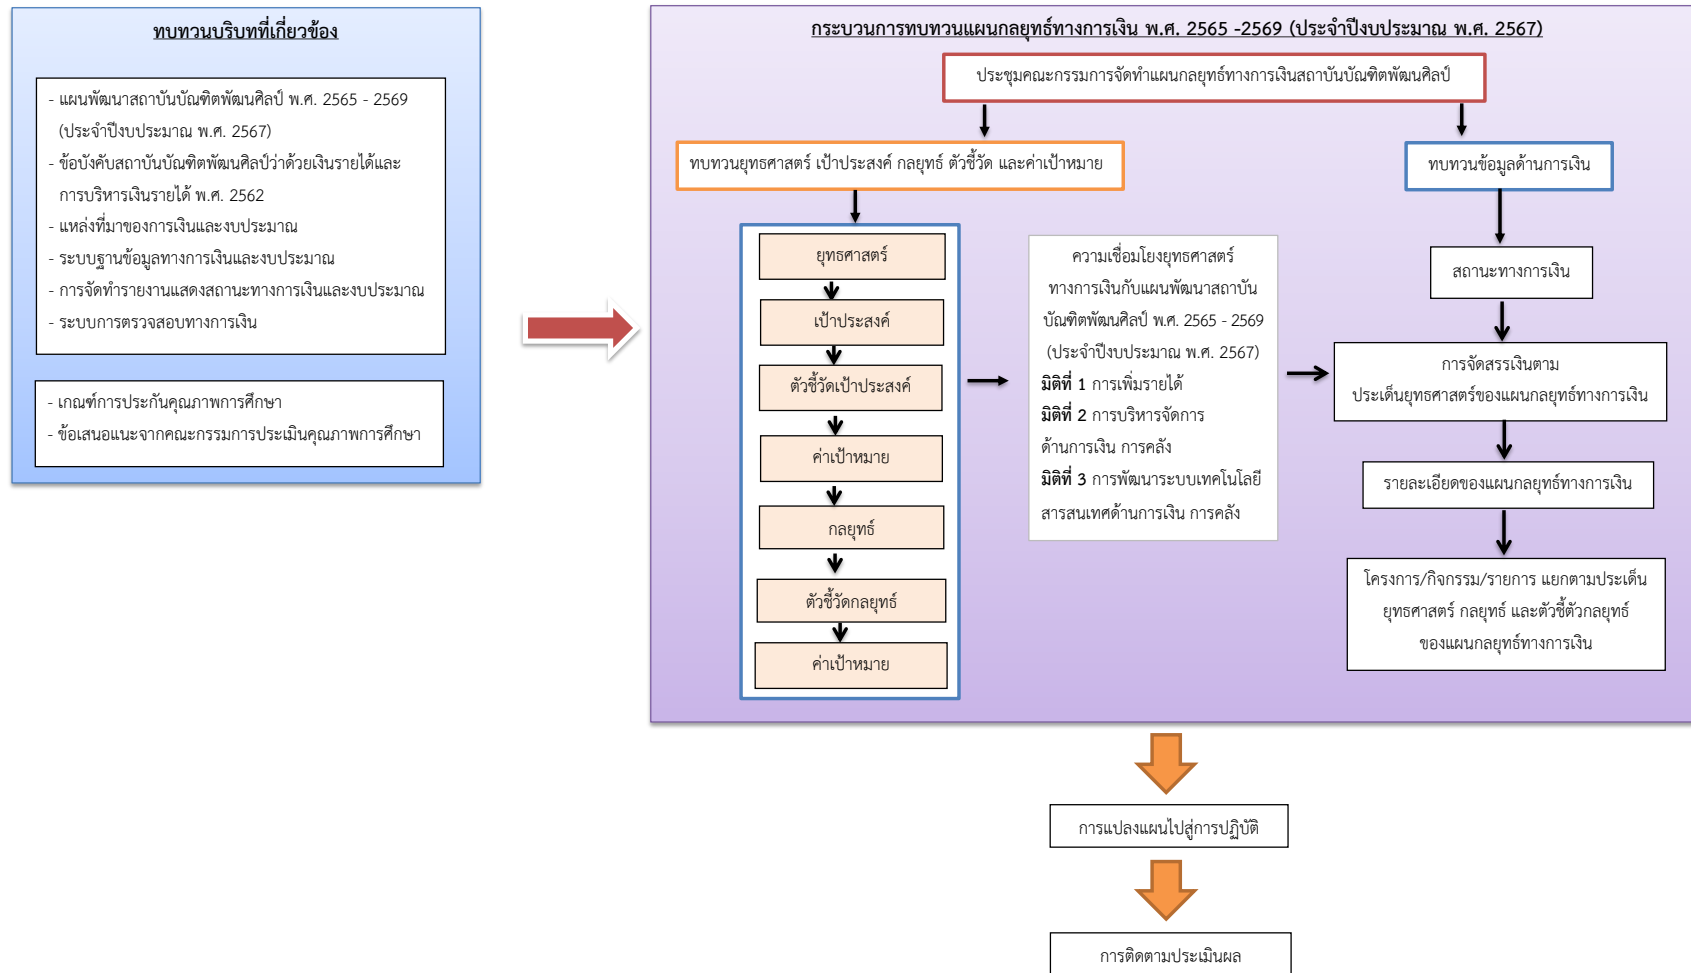 ทบทวนบริบทที่เกี่ยวข้อง
- แผนพัฒนาสถาบันบัณฑิตพัฒนศิลป์ พ.ศ. 2565 - 2569
(ประจำปีงบประมาณ พ.ศ. 2567)
- ข้อบังคับสถาบันบัณฑิตพัฒนศิลป์ว่าด้วยเงินรายได้และ
การบริหารเงินรายได้ พ.ศ. 2562
- แหล่งที่มาของการเงินและงบประมาณ
- ระบบฐานข้อมูลทางการเงินและงบประมาณ
- การจัดทำรายงานแสดงสถานะทางการเงินและงบประมาณ
- ระบบการตรวจสอบทางการเงิน
- เกณฑ์การประกันคุณภาพการศึกษา
- ข้อเสนอแนะจากคณะกรรมการประเมินคุณภาพการศึกษา
กระบวนการทบทวนแผนกลยุทธ์ทางการเงิน พ.ศ. 2565 -2569 (ประจำปีงบประมาณ พ.ศ. 2567)
ประชุมคณะกรรมการจัดทำแผนกลยุทธ์ทางการเงินสถาบันบัณฑิตพัฒนศิลป์
ทบทวนยุทธศาสตร์ เป้าประสงค์ กลยุทธ์ ตัวชี้วัด และค่าเป้าหมาย
ทบทวนข้อมูลด้านการเงิน
ยุทธศาสตร์
เป้าประสงค์
ตัวชี้วัดเป้าประสงค์
ค่าเป้าหมาย
กลยุทธ์
ตัวชี้วัดกลยุทธ์
ค่าเป้าหมาย
ความเชื่อมโยงยุทธศาสตร์
ทางการเงินกับแผนพัฒนาสถาบัน
บัณฑิตพัฒนศิลป์ พ.ศ. 2565 - 2569
(ประจำปีงบประมาณ พ.ศ. 2567)
มิติที่ 1 การเพิ่มรายได้
มิติที่ 2 การบริหารจัดการ
ด้านการเงิน การคลัง
มิติที่ 3 การพัฒนาระบบเทคโนโลยี
สารสนเทศด้านการเงิน การคลัง
สถานะทางการเงิน
การจัดสรรเงินตาม
ประเด็นยุทธศาสตร์ของแผนกลยุทธ์ทางการเงิน
รายละเอียดของแผนกลยุทธ์ทางการเงิน
โครงการ/กิจกรรม/รายการ แยกตามประเด็น
ยุทธศาสตร์ กลยุทธ์ และตัวชี้ตัวกลยุทธ์
ของแผนกลยุทธ์ทางการเงิน
การแปลงแผนไปสู่การปฏิบัติ
การติดตามประเมินผล